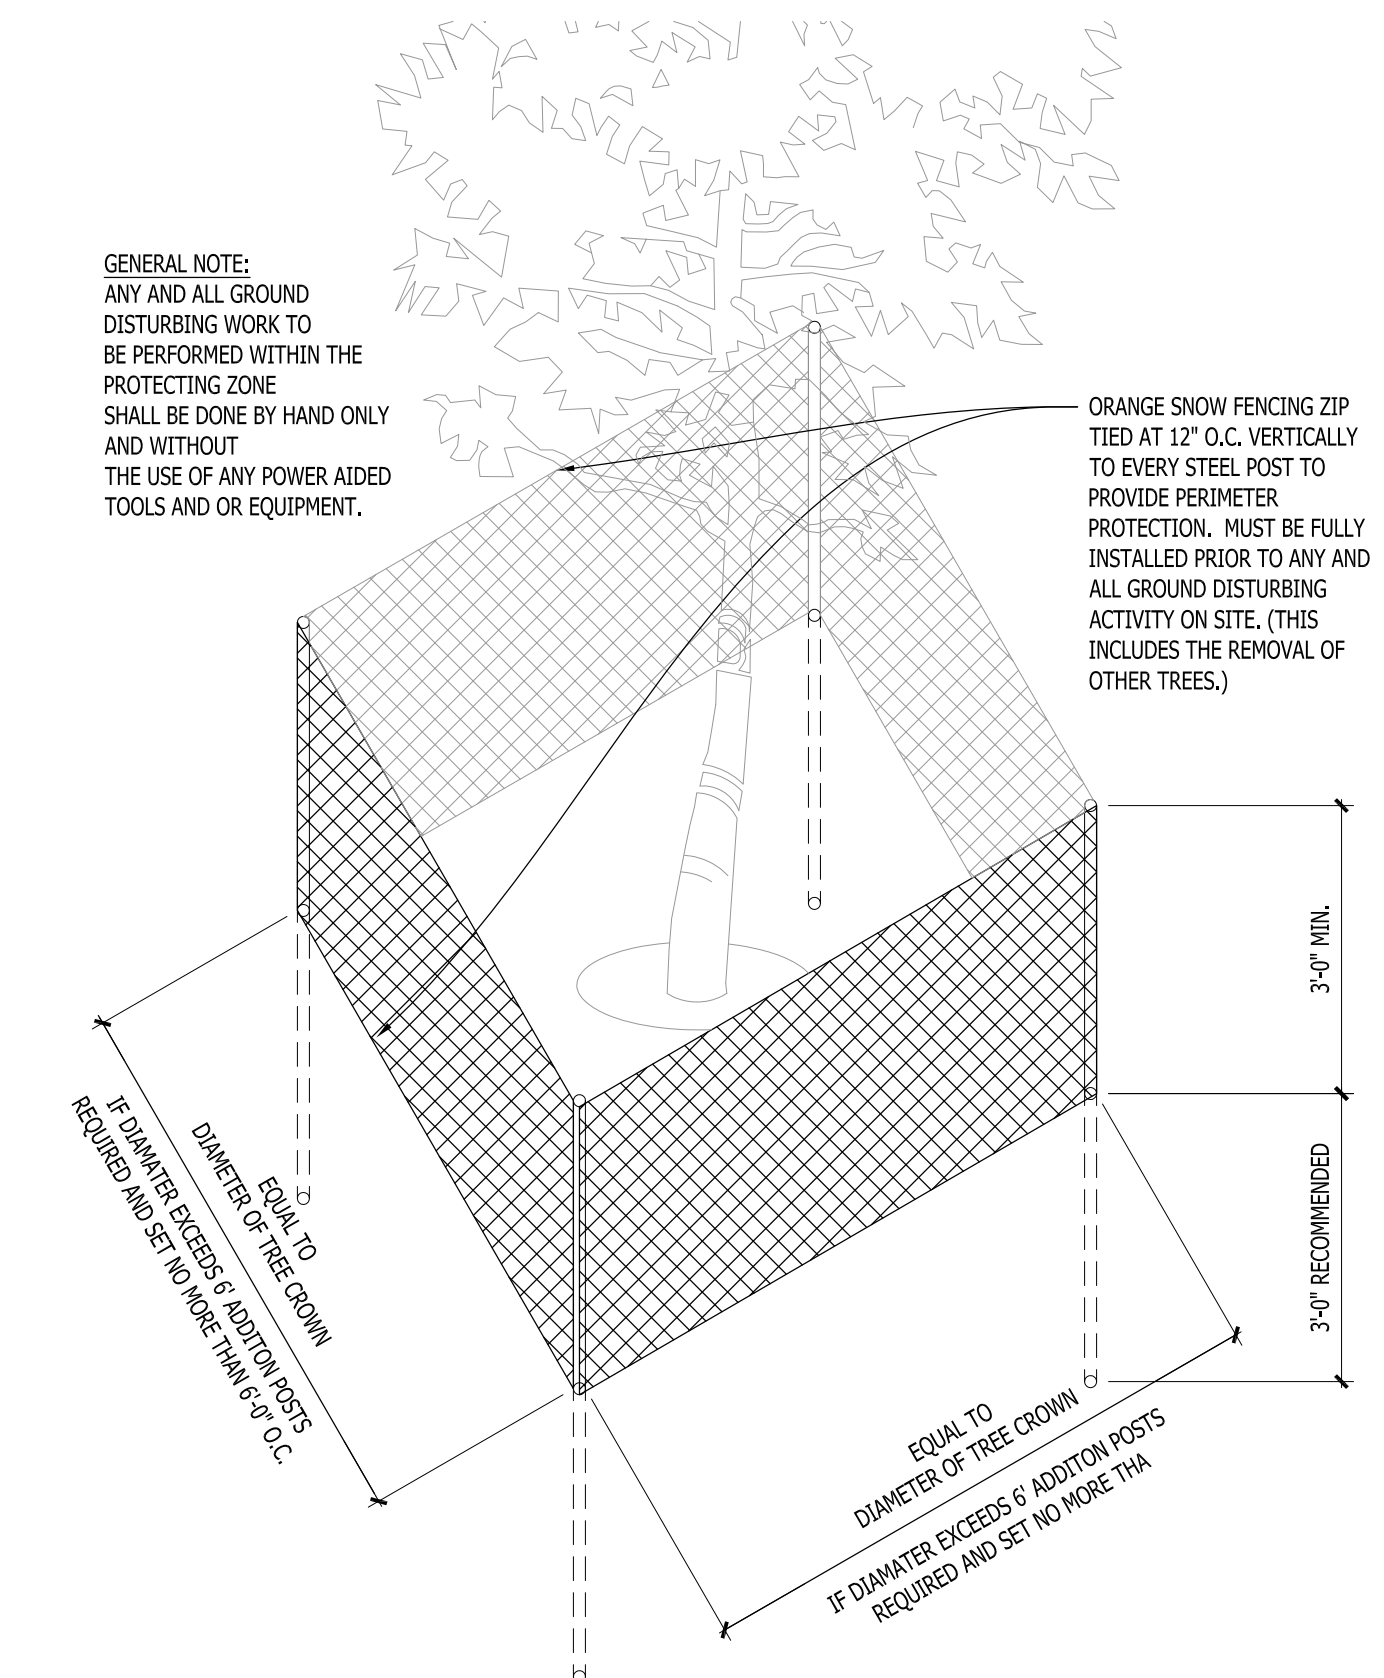 GENERAL NOTE:
ANY AND ALL GROUND
DISTURBING WORK TO
BE PERFORMED WITHIN THE
PROTECTING ZONE
SHALL BE DONE BY HAND ONLY
AND WITHOUT
THE USE OF ANY POWER AIDED
TOOLS AND OR EQUIPMENT.
ORANGE SNOW FENCING ZIP
TIED AT 12" O.C. VERTICALLY
TO EVERY STEEL POST TO
PROVIDE PERIMETER
PROTECTION. MUST BE FULLY
INSTALLED PRIOR TO ANY AND
ALL GROUND DISTURBING
ACTIVITY ON SITE. (THIS
INCLUDES THE REMOVAL OF
OTHER TREES.)
3'-0" MIN.
3'-0" RECOMMENDED
EQUAL TO
DIAMETER OF TREE CROWN
IF DIAMATER EXCEEDS 6' ADDITON POSTS
REQUIRED AND SET NO MORE THAN 6'-0" O.C.
EQUAL TO
DIAMETER OF TREE CROWN
IF DIAMATER EXCEEDS 6' ADDITON POSTS
REQUIRED AND SET NO MORE THA